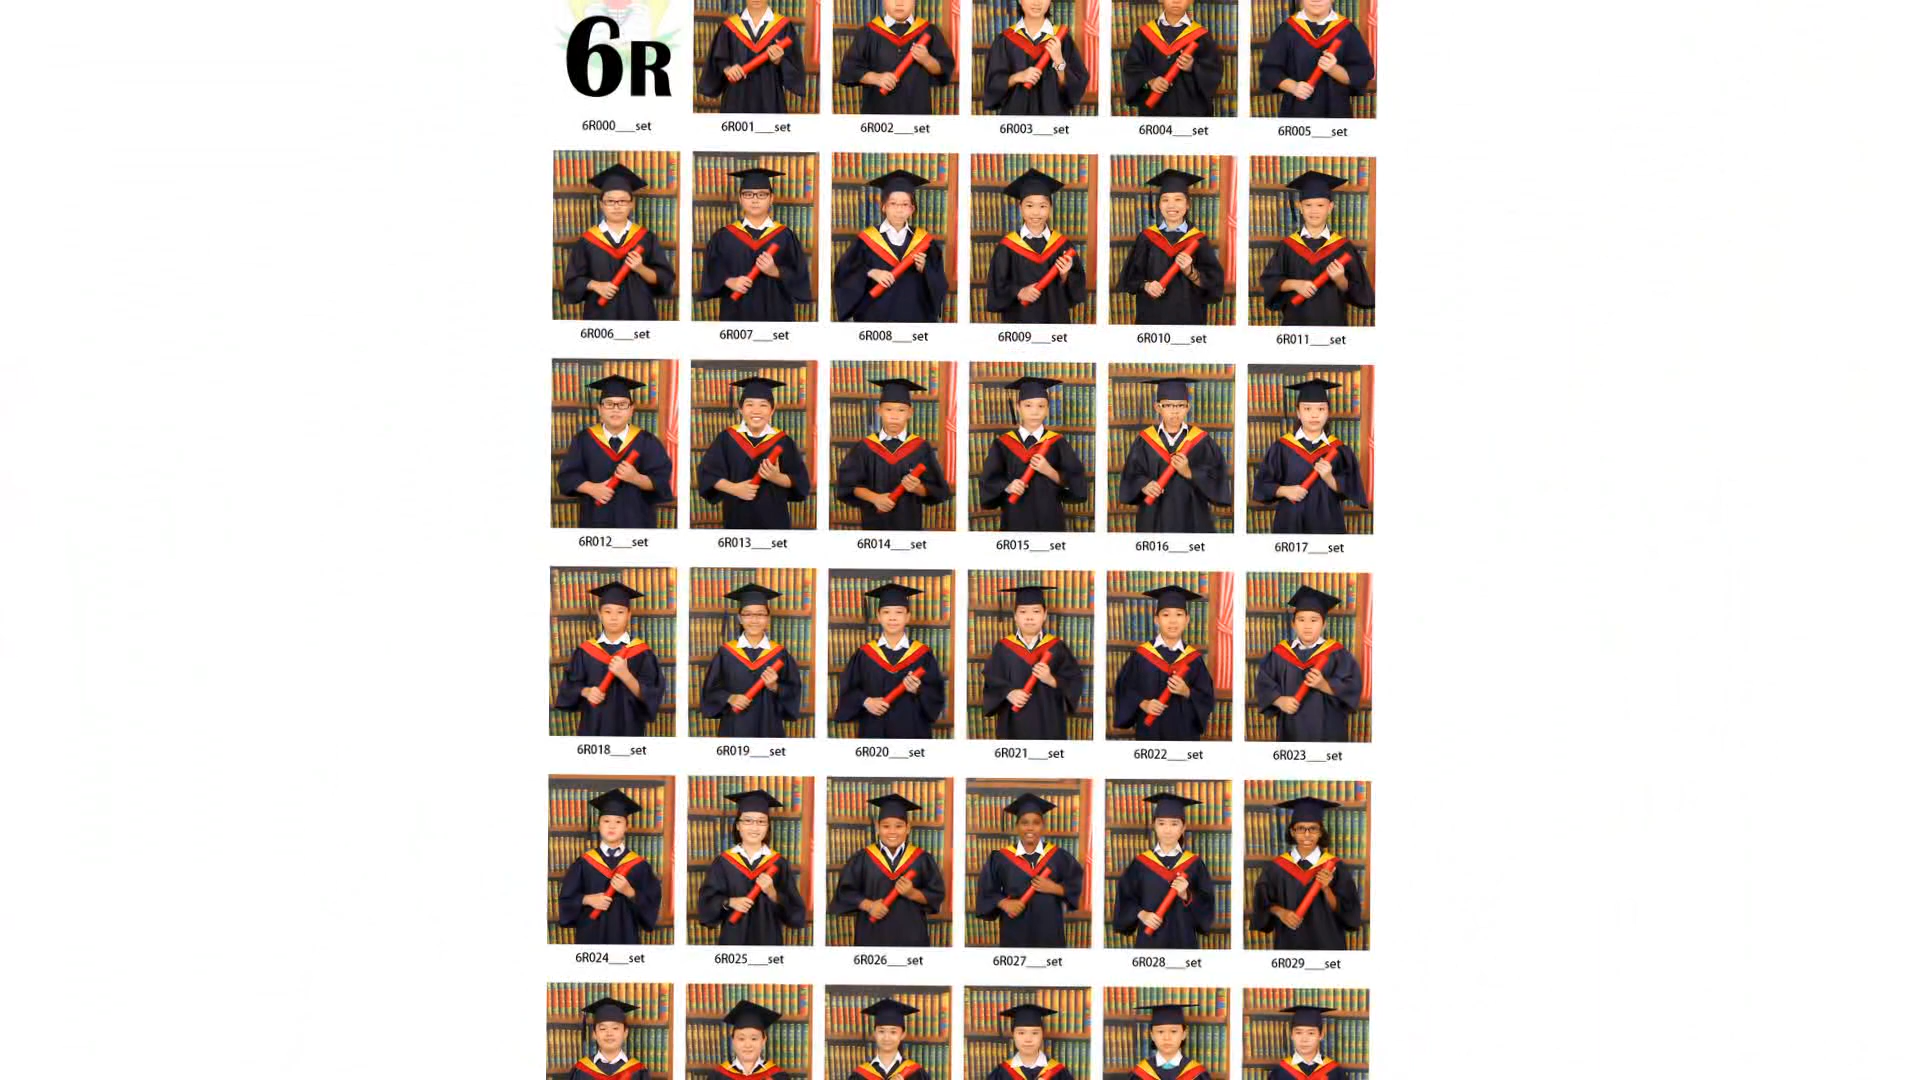 6R
6R000___set 6R001___set 6R002___set 6R003___set 6R004___set 6R005___set
6R006___set 6R007___set 6R008___set 6R009___set 6R010___set 6R011___set
6R012___set 6R013___set 6R014___set 6R015___set 6R016___set 6R017___set
6R018___set 6R019___set 6R020___set 6R021___set 6R022___set 6R023___set
6R024___set 6R025___set 6R026___set 6R027___set 6R028___set 6R029___set